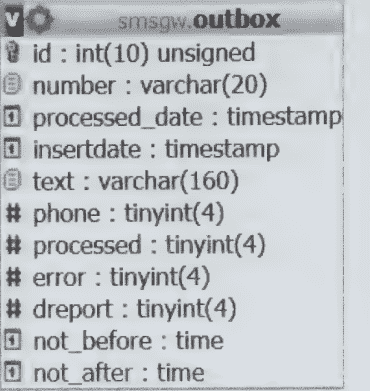 v smsgw.outbox
id : int(10) unsigned
number : varchar(20)
processed_date : timestamp
insertdate : timestamp
text : varchar(160)
# phone : tinyint(4)
# processed : tinyint(4)
# error : tinyint(4)
# dreport : tinyint(4)
not_before : time
not_after : time